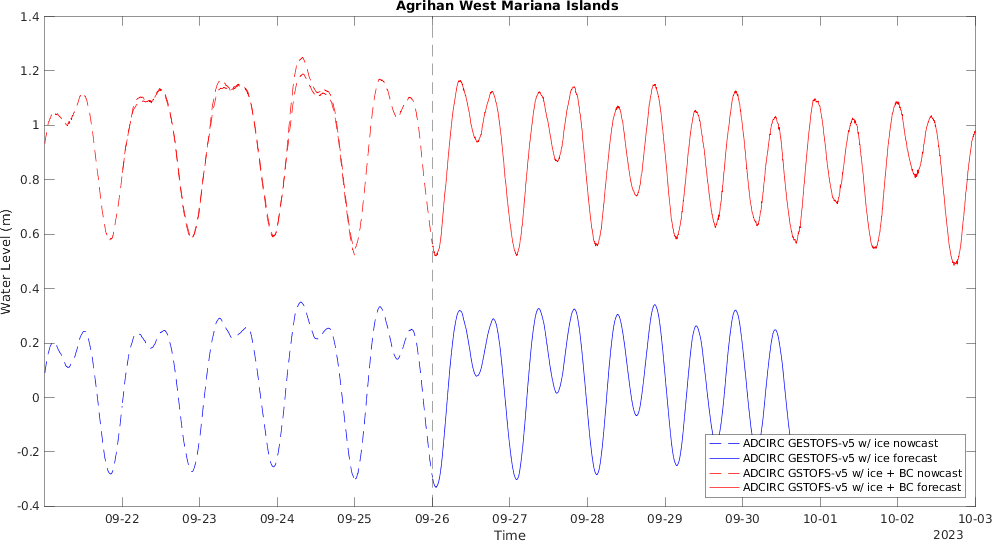 Agrihan West Mariana Islands
1.4
1.2
1
0.8
0.6
0.4
0.2
0
-0.2
-0.4
Water Level (m)
ADCIRC GESTOFS-v5 w/ ice nowcast
ADCIRC GESTOFS-v5 w/ ice forecast
ADCIRC GSTOFS-v5 w/ ice + BC nowcast
ADCIRC GSTOFS-v5 w/ ice + BC forecast
09-22 09-23 09-24 09-25 09-26 09-27 09-28 09-29 09-30 10-01 10-02 10-03
Time 2023